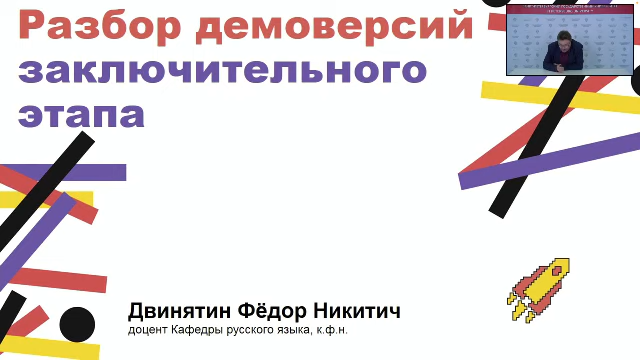 Разбор демоверсий
заключительного
этапа
Двинятин Фёдор Никитич
доцент Кафедры русского языка, к.ф.н.